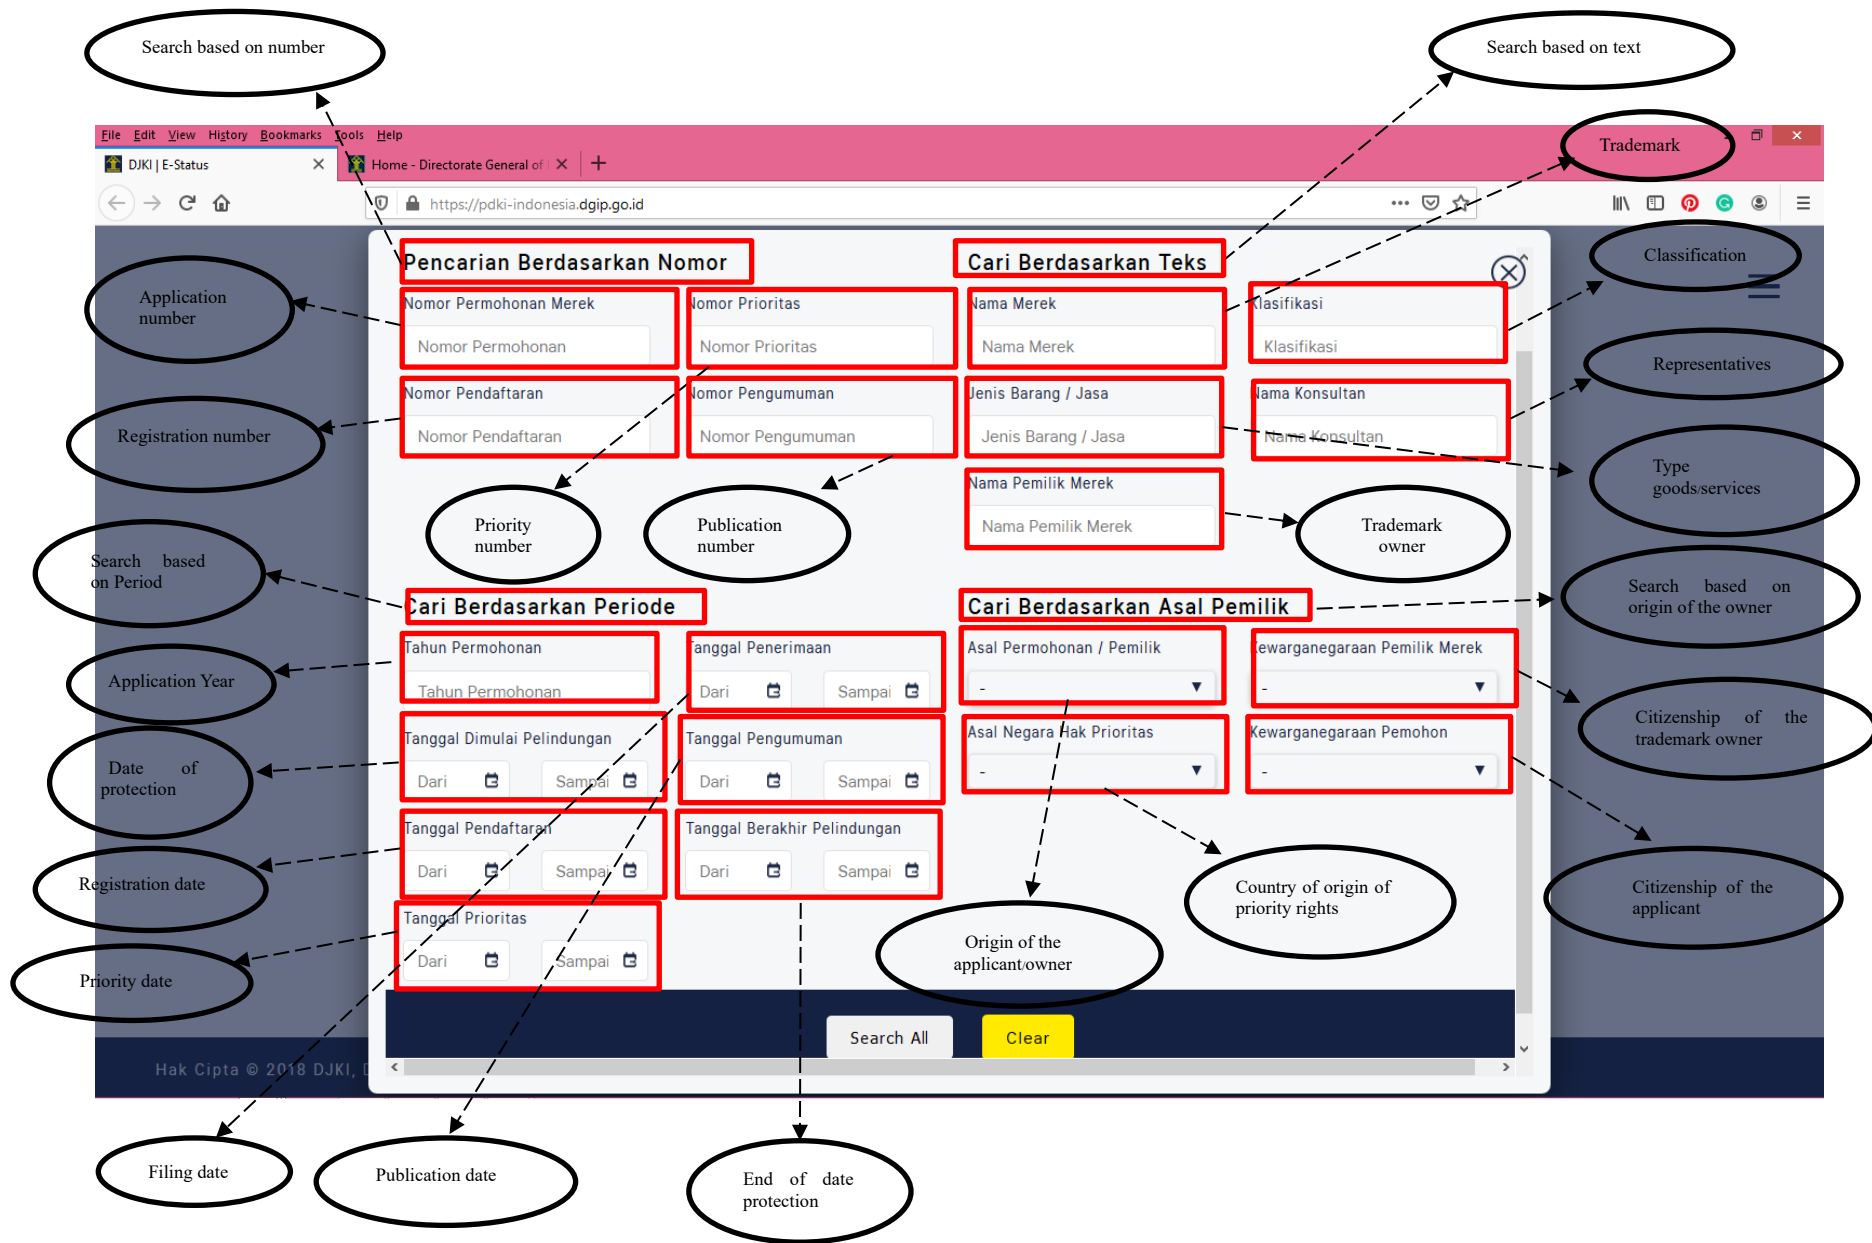 Search based on number
Search based on text
File Edit View History Bookmarks Tools Help
Trademark
DJKI | E-Status
Home - Directorate General of
https://pdki-indonesia.dgip.go.id
Pencarian Berdasarkan Nomor
Cari Berdasarkan Teks
Classification
Application
number
Nomor Permohonan Merek
Nomor Prioritas
Nama Merek
Klasifikasi
Nomor Permohonan
Nomor Prioritas
Nama Merek
Klasifikasi
Representatives
Nomor Pendaftaran
Nomor Pengumuman
Jenis Barang / Jasa
Nama Konsultan
Registration number
Nomor Pendaftaran
Nomor Pengumuman
Jenis Barang / Jasa
Nama Konsultan
Type
goods/services
Nama Pemilik Merek
Nama Pemilik Merek
Priority
number
Publication
number
Trademark
owner
Search based
on Period
Search based on
origin of the owner
Cari Berdasarkan Periode
Cari Berdasarkan Asal Pemilik
Tahun Permohonan
Tanggal Penerimaan
Asal Permohonan / Pemilik
Kewarganegaraan Pemilik Merek
Application Year
Tahun Permohonan
Dari
Sampai
-
-
Citizenship of the
trademark owner
Tanggal Dimulai Pelindungan
Tanggal Pengumuman
Asal Negara Hak Prioritas
Kewarganegaraan Pemohon
Date of
protection
Dari
Sampai
Dari
Sampai
-
-
Tanggal Pendaftaran
Tanggal Berakhir Pelindungan
Registration date
Dari
Sampai
Dari
Sampai
Country of origin of
priority rights
Citizenship of the
applicant
Tanggal Prioritas
Priority date
Dari
Sampai
Origin of the
applicant/owner
Search All
Clear
Hak Cipta © 2018 DJKI,
Filing date
Publication date
End of date
protection